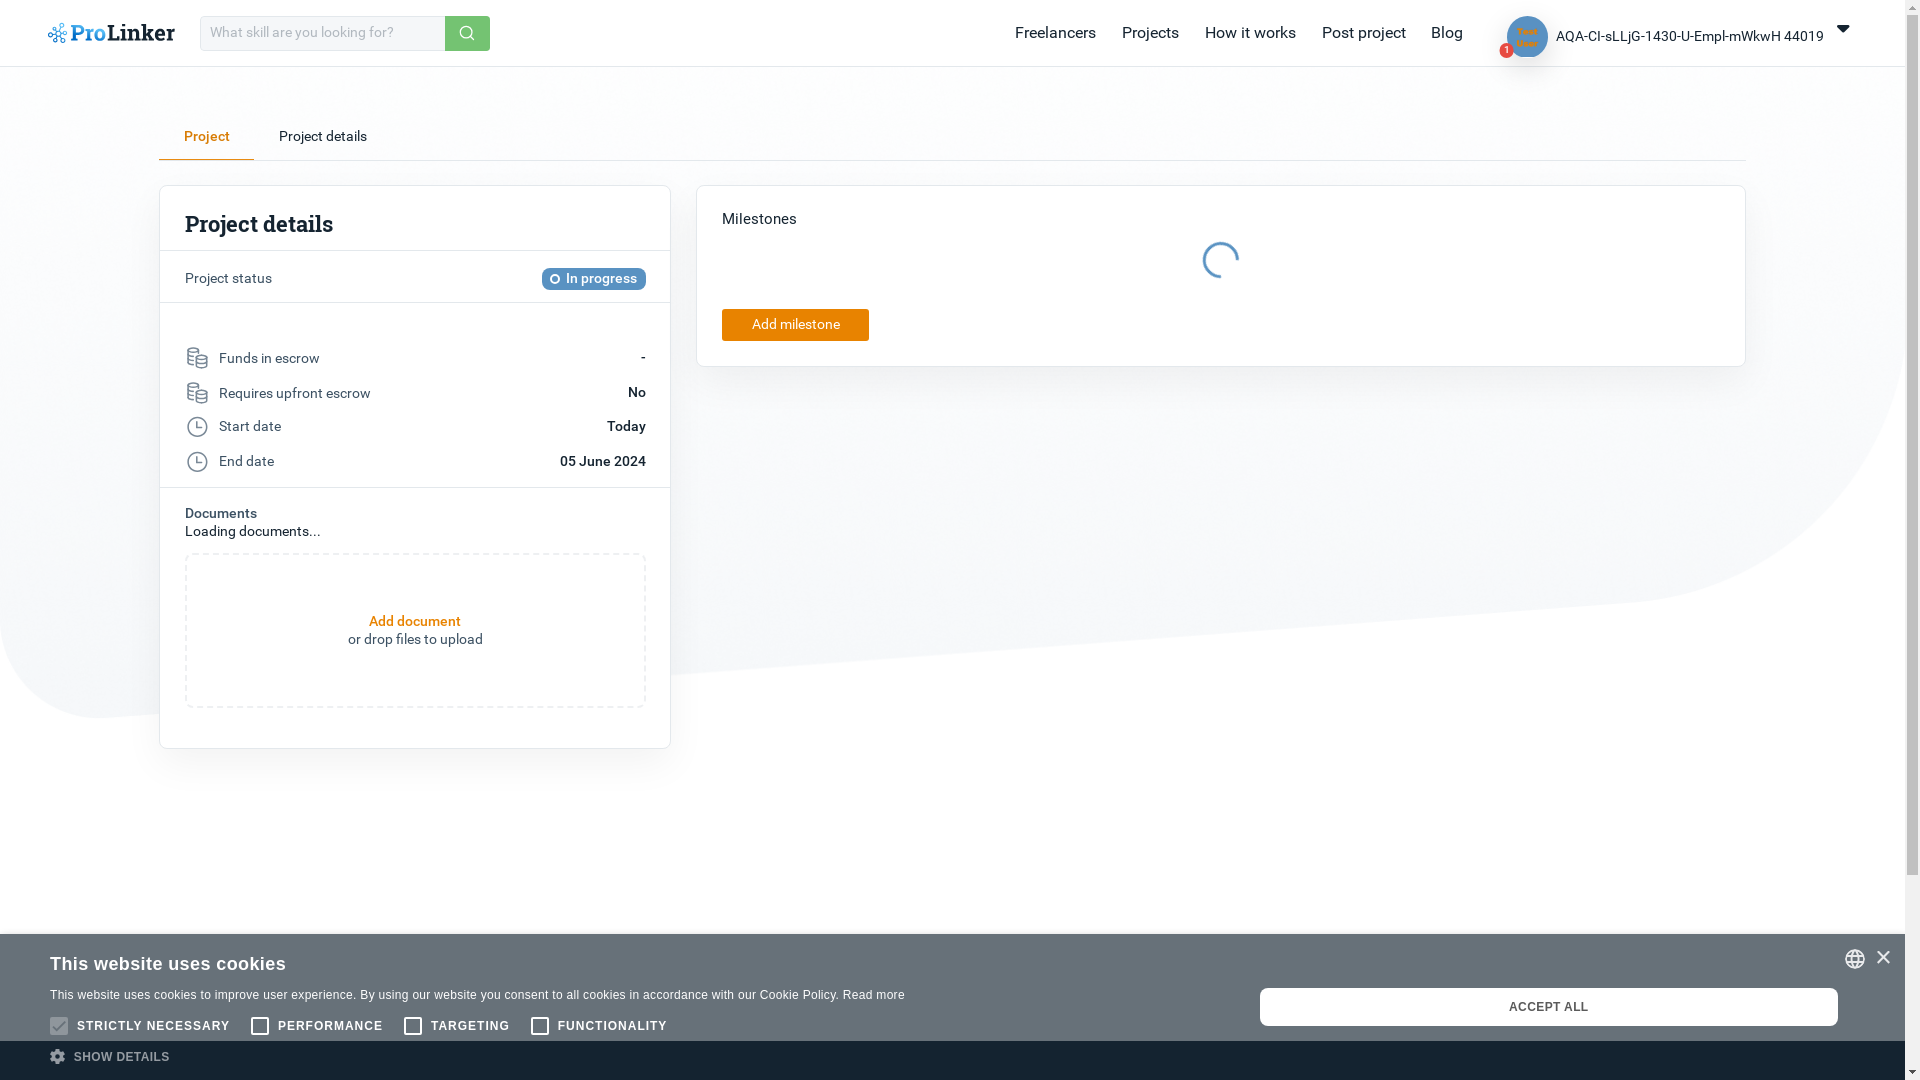 ProLinker
What skill are you looking for?
Freelancers
Projects
How it works
Post project
Blog
Test
User
1
AQA-CI-sLLjG-1430-U-Empl-mWkwH 44019
Project
Project details
Project details
Project status
In progress
Funds in escrow
-
Requires upfront escrow
No
Start date
Today
End date
05 June 2024
Documents
Loading documents...
Add document
or drop files to upload
Milestones
Add milestone
This website uses cookies
This website uses cookies to improve user experience. By using our website you consent to all cookies in accordance with our Cookie Policy. Read more
STRICTLY NECESSARY
PERFORMANCE
TARGETING
FUNCTIONALITY
SHOW DETAILS
ACCEPT ALL
×